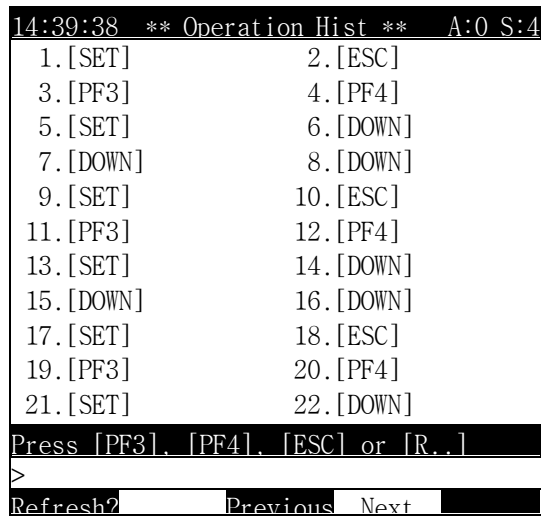 14:39:38 ** Operation Hist ** A:0 S:4
1.[SET] 2.[ESC]
3.[PF3] 4.[PF4]
5.[SET] 6.[DOWN]
7.[DOWN] 8.[DOWN]
9.[SET] 10.[ESC]
11.[PF3] 12.[PF4]
13.[SET] 14.[DOWN]
15.[DOWN] 16.[DOWN]
17.[SET] 18.[ESC]
19.[PF3] 20.[PF4]
21.[SET] 22.[DOWN]
Press [PF3], [PF4], [ESC] or [R..]
>
Refresh? Previous Next